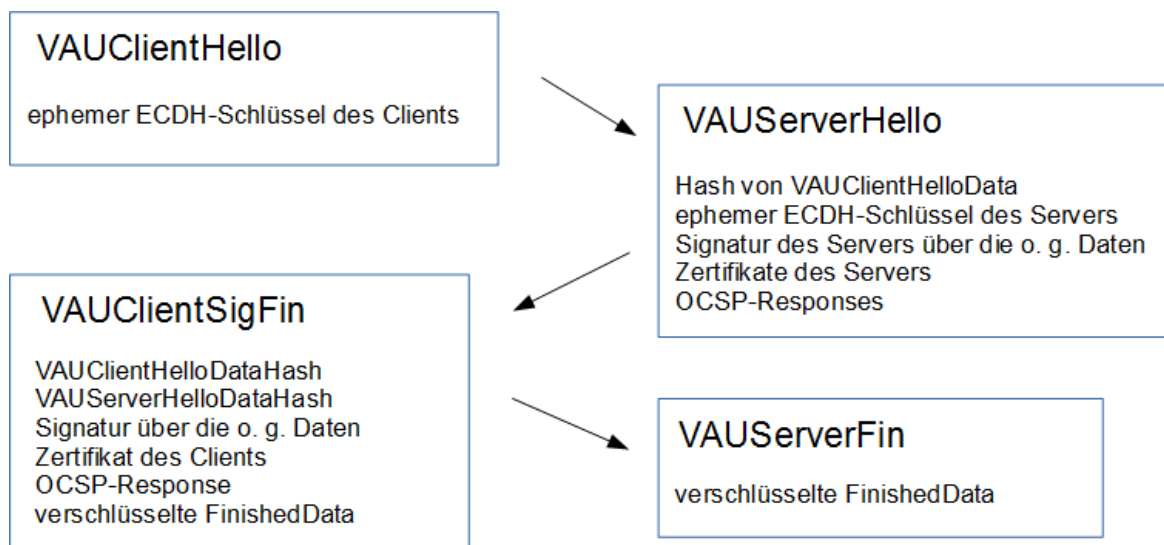 VAUClientHello
ephemer ECDH-Schlüssel des Clients
VAUServerHello
Hash von VAUClientHelloData
ephemer ECDH-Schlüssel des Servers
Signatur des Servers über die o. g. Daten
Zertifikate des Servers
OCSP-Responses
VAUClientSigFin
VAUClientHelloDataHash
VAUServerHelloDataHash
Signatur über die o. g. Daten
Zertifikat des Clients
OCSP-Response
verschlüsselte FinishedData
VAUServerFin
verschlüsselte FinishedData